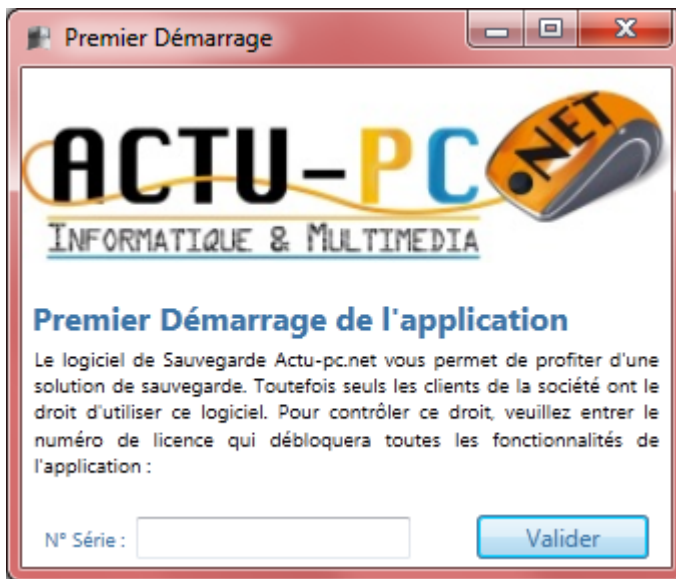 Premier Démarrage
ACTU-PC
.NET
INFORMATIQUE & MULTIMEDIA
Premier Démarrage de l'application
Le logiciel de Sauvegarde Actu-pc.net vous permet de profiter d'une
solution de sauvegarde. Toutefois seuls les clients de la société ont le
droit d'utiliser ce logiciel. Pour contrôler ce droit, veuillez entrer le
numéro de licence qui débloquera toutes les fonctionnalités de
l'application :
N° Série :
Valider